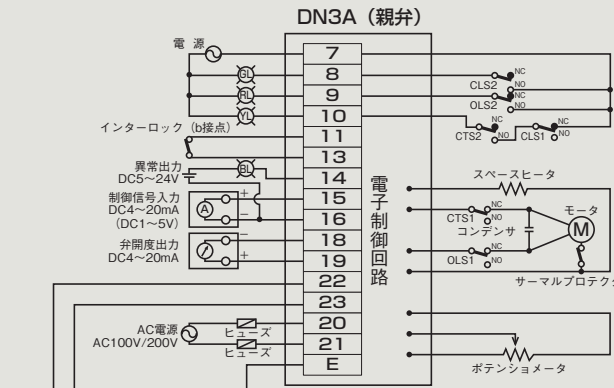 DN3A（親弁）
電 源
7
8
9
10
11
13
14
15
16
18
19
22
23
20
21
E
GL
RL
YL
インターロック（b接点）
異常出力
DC5～24V
BL
制御信号入力
DC4～20mA
（DC1～5V）
A
+
−
弁開度出力
DC4～20mA
−
+
AC電源
AC100V/200V
ヒューズ
ヒューズ
電子制御回路
NC
CLS2
NO
NC
OLS2
NO
NC
CTS2
NO
NC
CLS1
NO
スペースヒータ
NC
CTS1
NO
コンデンサ
モータ
M
NC
OLS1
NO
サーマルプロテクタ
ポテンショメータ